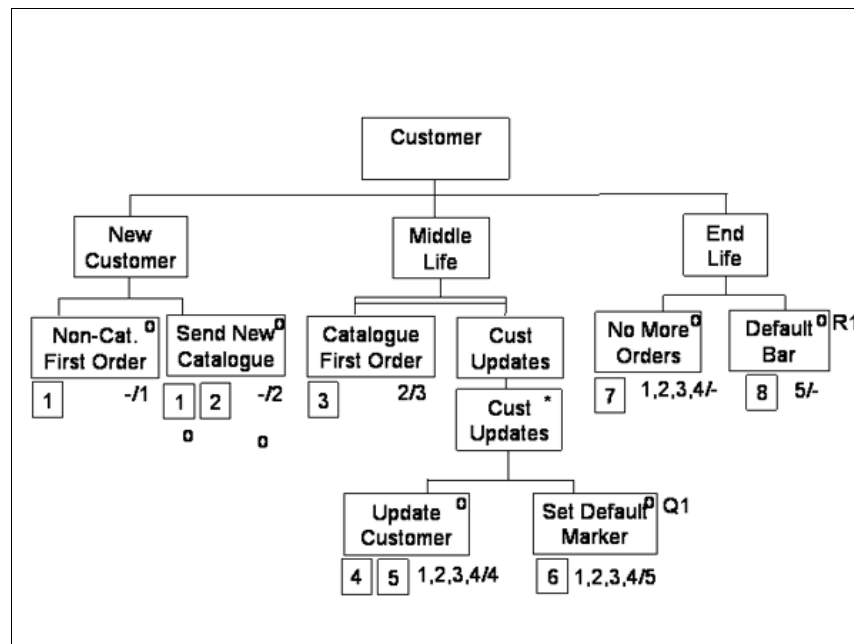 Customer
New
Customer
Middle
Life
End
Life
Non-Cat. o
First Order
1 -/1
Send New o
Catalogue
1 2 -/2
o o
Catalogue
First Order
3 2/3
Cust
Updates
No More o
Orders
7 1,2,3,4/-
Default o R1
Bar
8 5/-
Cust *
Updates
Update o
Customer
4 5 1,2,3,4/4
Set Default o Q1
Marker
6 1,2,3,4/5